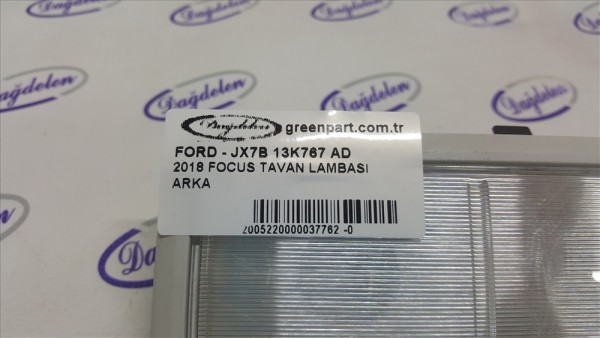 Dağdelen
Dağdelen
Dağdelen
Dağdelen
Dağdelen
Dağdelen greenpart.com.tr
FORD - JX7B 13K767 AD
2018 FOCUS TAVAN LAMBASI
ARKA
2005220000037762 -0
Dağdelen